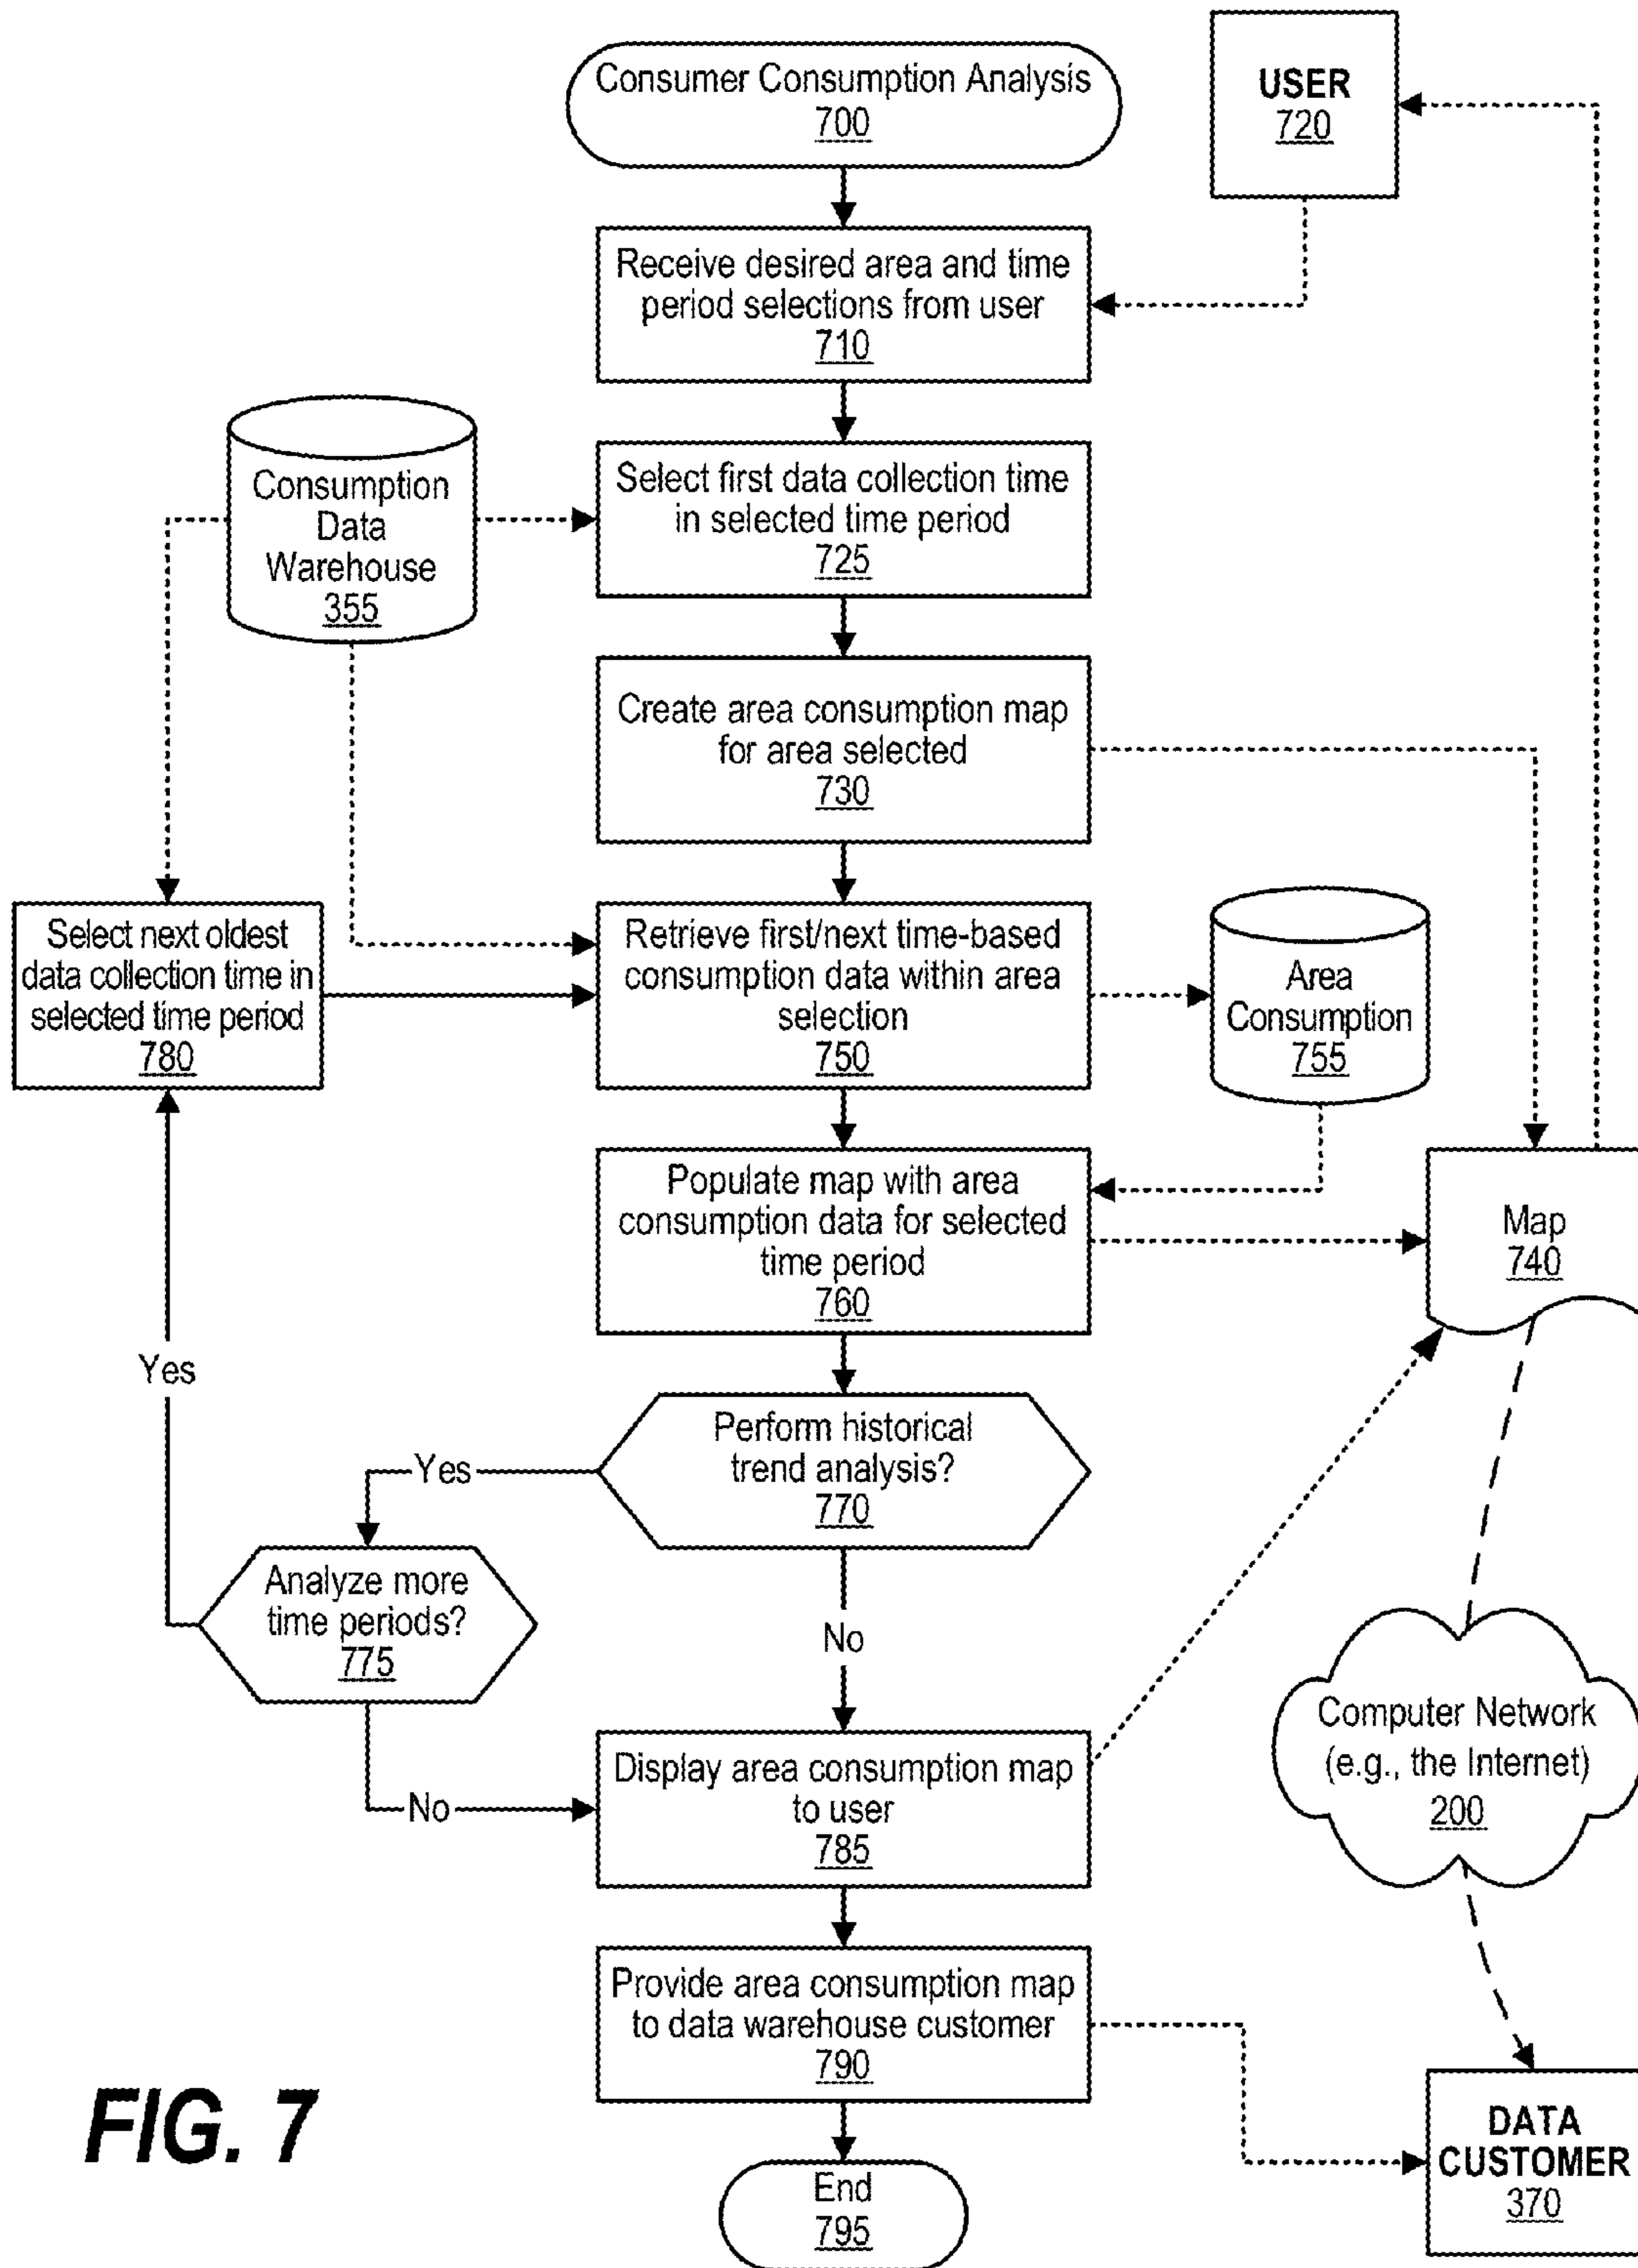 Consumer Consumption Analysis
700
USER
720
Receive desired area and time
period selections from user
710
Consumption
Data
Warehouse
355
Select first data collection time
in selected time period
725
Create area consumption map
for area selected
730
Select next oldest
data collection time in
selected time period
780
Retrieve first/next time-based
consumption data within area
selection
750
Area
Consumption
755
Populate map with area
consumption data for selected
time period
760
Map
740
Yes
Perform historical
trend analysis?
770
Yes
Analyze more
time periods?
775
No
Computer Network
(e.g., the Internet)
200
Display area consumption map
to user
785
No
Provide area consumption map
to data warehouse customer
790
DATA
CUSTOMER
370
End
795
FIG. 7